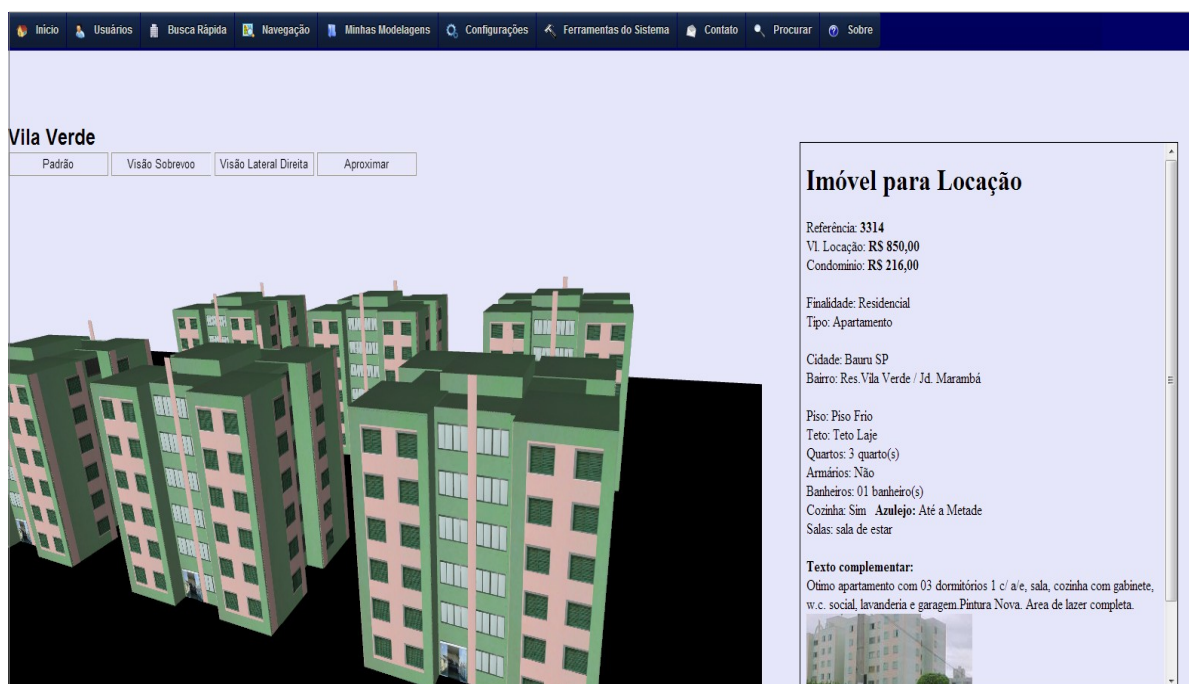 Início Usuários Busca Rápida Navegação Minhas Modelagens Configurações Ferramentas do Sistema Contato Procurar Sobre
Vila Verde
Padrão Visão Sobrevoo Visão Lateral Direita Aproximar
Imóvel para Locação
Referência: 3314
Vl. Locação: R$ 850,00
Condominio: R$ 216,00
Finalidade: Residencial
Tipo: Apartamento
Cidade: Bauru SP
Bairro: Res.Vila Verde / Jd. Marambá
Piso: Piso Frio
Teto: Teto Laje
Quartos: 3 quarto(s)
Armários: Não
Banheiros: 01 banheiro(s)
Cozinha: Sim Azulejo: Até a Metade
Salas: sala de estar
Texto complementar:
Otimo apartamento com 03 dormitórios 1 c/ a/e, sala, cozinha com gabinete,
w.c. social, lavanderia e garagem.Pintura Nova. Area de lazer completa.